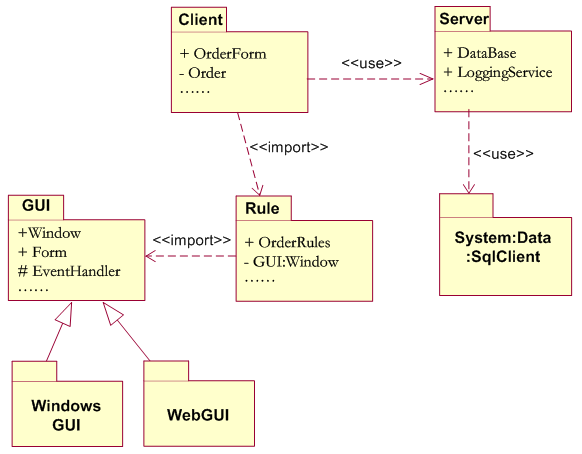 Client
+ OrderForm
- Order
......
<<use>>
Server
+ DataBase
+ LoggingService
......
<<import>>
<<use>>
GUI
+Window
+ Form
# EventHandler
......
<<import>>
Rule
+ OrderRules
- GUI:Window
......
System:Data
:SqlClient
Windows
GUI
WebGUI